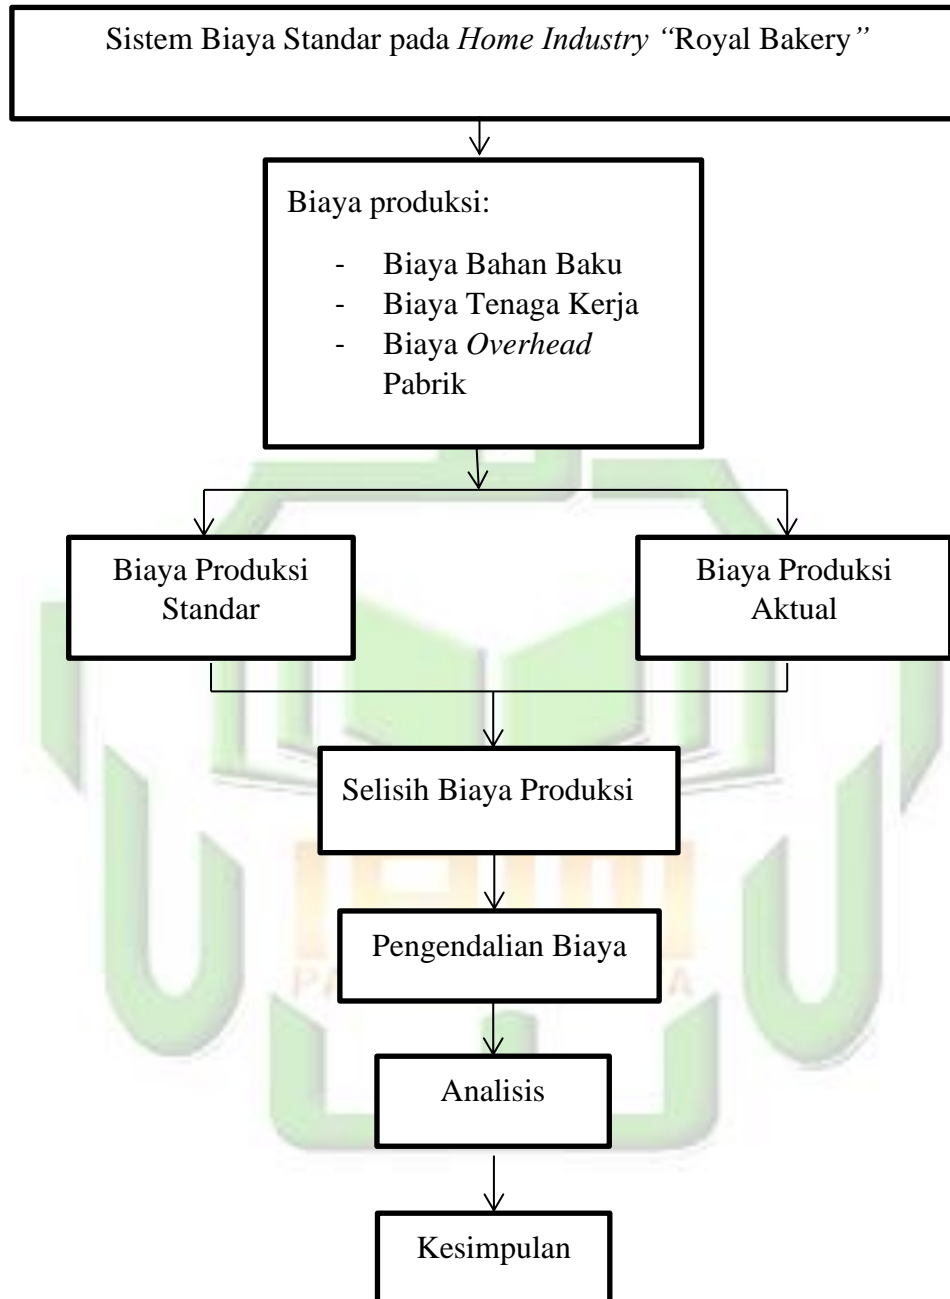 Sistem Biaya Standar pada Home Industry “Royal Bakery”
Biaya produksi:
- Biaya Bahan Baku
- Biaya Tenaga Kerja
- Biaya Overhead
Pabrik
Biaya Produksi
Standar
Biaya Produksi
Aktual
Selisih Biaya Produksi
Pengendalian Biaya
Analisis
Kesimpulan